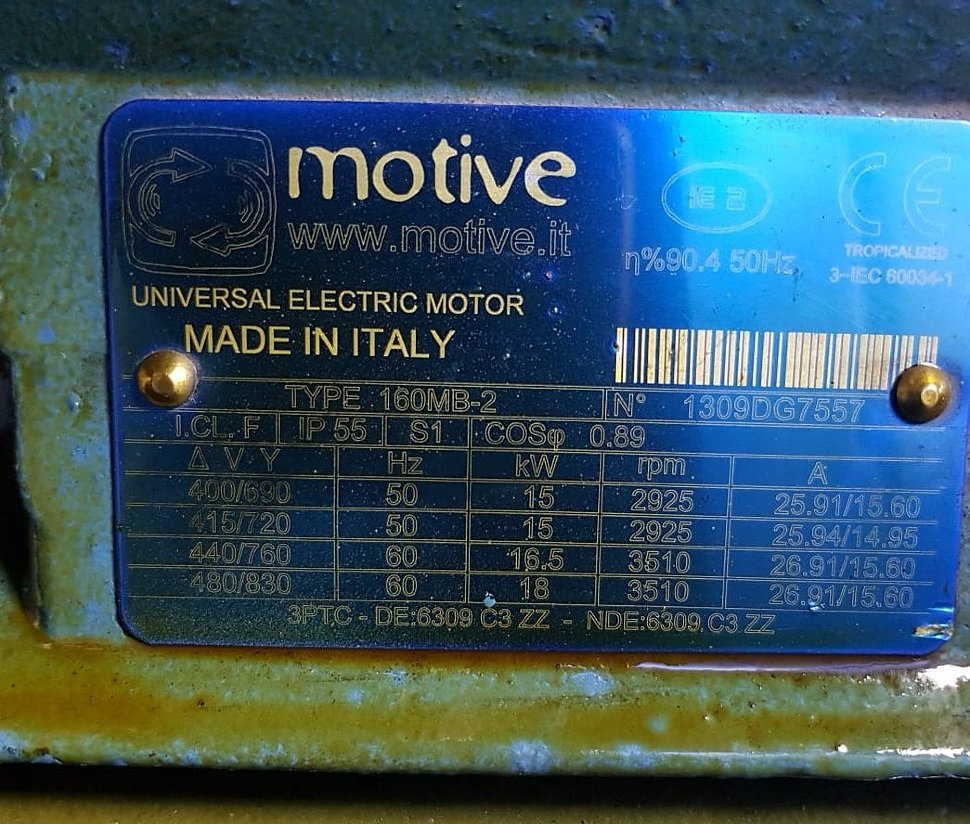 motive
www.motive.it
IE 2
CE
η%90.4 50Hz
TROPICALIZED
3~IEC 60034-1
UNIVERSAL ELECTRIC MOTOR
MADE IN ITALY
TYPE 160MB-2 N° 1309DG7557
I.CL. F IP 55 S1 COSφ 0.89
Δ V Y Hz kW rpm A
400/690 50 15 2925 25.91/15.60
415/720 50 15 2925 25.94/14.95
440/760 60 16.5 3510 26.91/15.60
480/830 60 18 3510 26.91/15.60
3PTC - DE:6309 C3 ZZ - NDE:6309 C3 ZZ